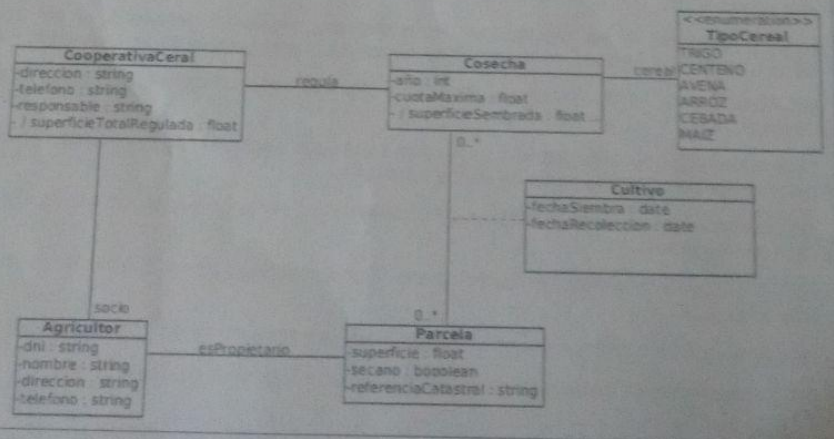 CooperativaCeral
-direccion : string
-telefono : string
-responsable : string
- / superficieTotalRegulada : float
regula
Cosecha
-año : int
-cuotaMaxima : float
- / superficieSembrada : float
cereal
<<enumeration>>
TipoCereal
TRIGO
CENTENO
AVENA
ARROZ
CEBADA
MAIZ
0..*
Cultivo
-fechaSiembra : date
-fechaRecoleccion : date
socio
0..*
Agricultor
-dni : string
-nombre : string
-direccion : string
-telefono : string
esPropietario
Parcela
-superficie : float
-secano : boolean
-referenciaCatastral : string